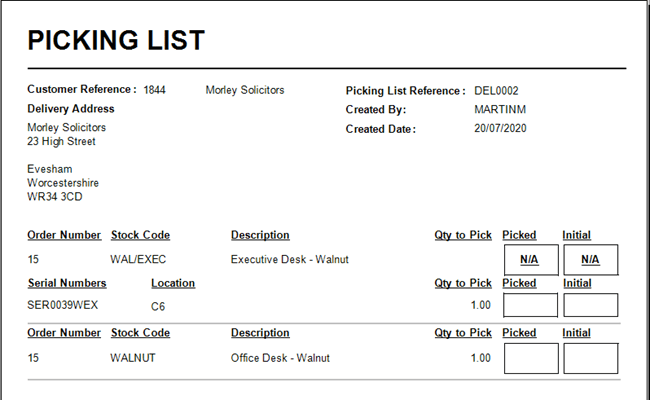 PICKING LIST
Customer Reference : 1844 Morley Solicitors Picking List Reference : DEL0002
Delivery Address Created By: MARTINM
Morley Solicitors Created Date: 20/07/2020
23 High Street
Evesham
Worcestershire
WR34 3CD
Order Number Stock Code Description Qty to Pick Picked Initial
15 WAL/EXEC Executive Desk - Walnut N/A N/A
Serial Numbers Location Qty to Pick Picked Initial
SER0039WEX C6 1.00
Order Number Stock Code Description Qty to Pick Picked Initial
15 WALNUT Office Desk - Walnut 1.00